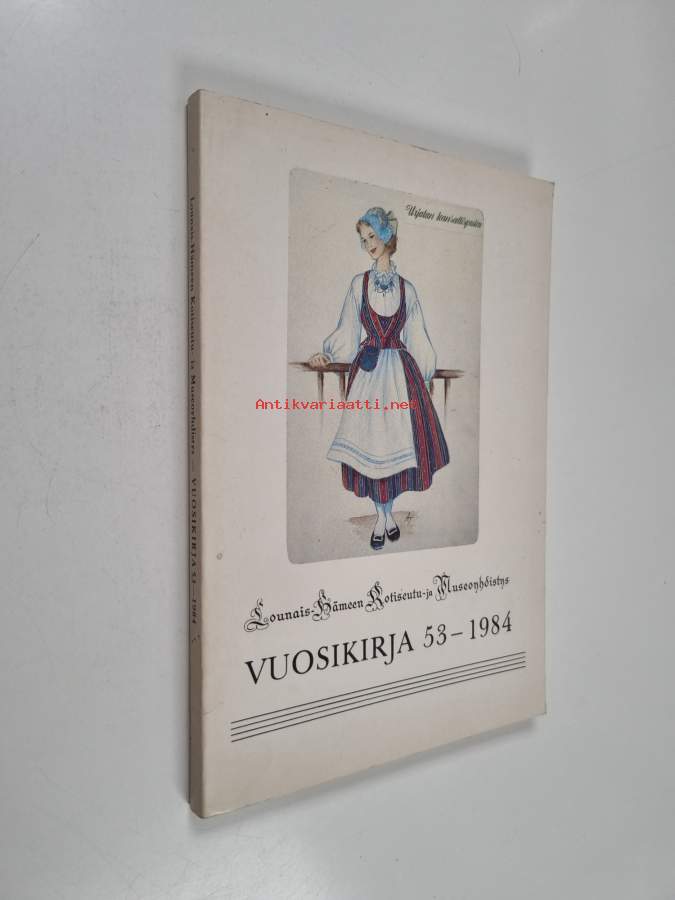 Urjalan kansallispuku
Antikvariaatti.net
Lounais-Hämeen Kotiseutu- ja Museoyhdistys
VUOSIKIRJA 53 – 1984
Lounais-Hämeen Kotiseutu- ja Museoyhdistys — VUOSIKIRJA 53 – 1984